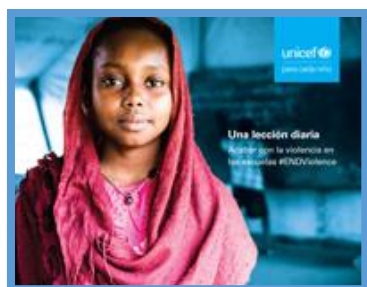 unicef
para cada niño
Una lección diaria
Acabar con la violencia en
las escuelas #ENDViolence